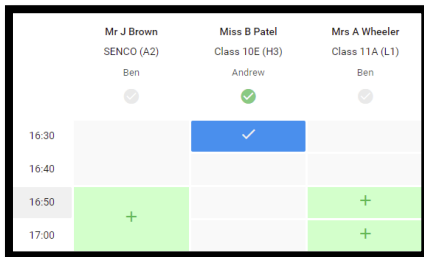 Mr J Brown Miss B Patel Mrs A Wheeler
SENCO (A2) Class 10E (H3) Class 11A (L1)
Ben Andrew Ben
16:30
16:40
16:50 +
+
17:00 +